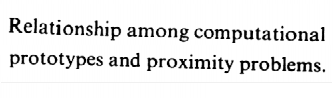 Relationship among computational
prototypes and proximity problems.